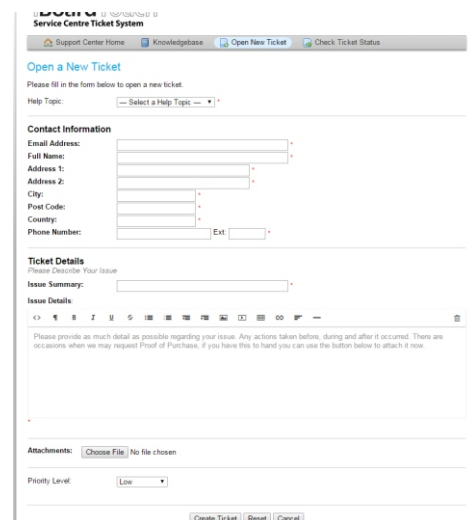 Service Centre Ticket System
Support Center Home Knowledgebase Open New Ticket Check Ticket Status
Open a New Ticket
Please fill in the form below to open a new ticket.
Help Topic: — Select a Help Topic — *
Contact Information
Email Address: *
Full Name: *
Address 1: *
Address 2: *
City: *
Post Code: *
Country: *
Phone Number: Ext: *
Ticket Details
Please Describe Your Issue
Issue Summary: *
Issue Details:
Please provide as much detail as possible regarding your issue. Any actions taken before, during and after it occurred. There are
occasions when we may request Proof of Purchase, if you have this to hand you can use the button below to attach it now.
*
Attachments: Choose File No file chosen
Priority Level: Low
Create Ticket Reset Cancel